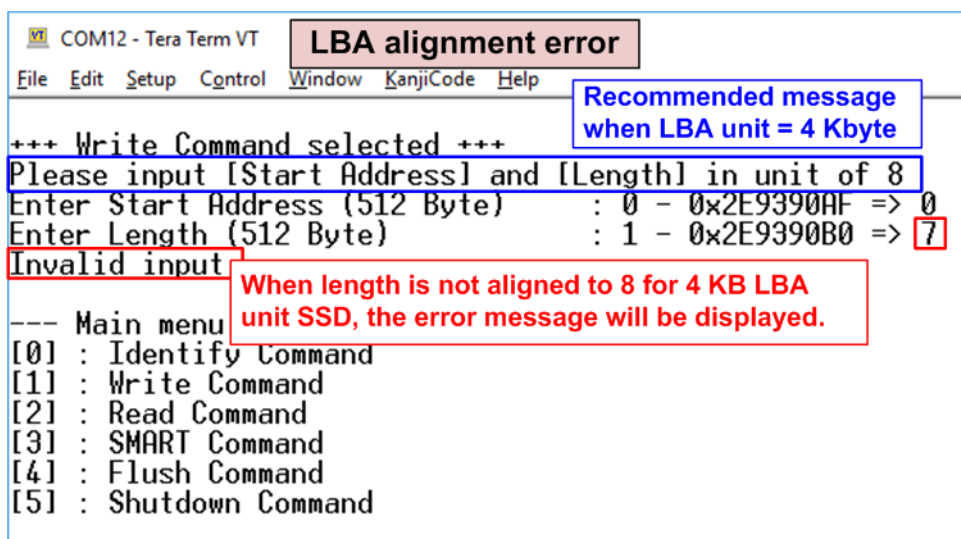 COM12 - Tera Term VT
LBA alignment error
File Edit Setup Control Window KanjiCode Help
Recommended message
when LBA unit = 4 Kbyte
+++ Write Command selected +++
Please input [Start Address] and [Length] in unit of 8
Enter Start Address (512 Byte) : 0 - 0x2E9390AF => 0
Enter Length (512 Byte) : 1 - 0x2E9390B0 => 7
Invalid input
When length is not aligned to 8 for 4 KB LBA
unit SSD, the error message will be displayed.
--- Main menu
[0] : Identify Command
[1] : Write Command
[2] : Read Command
[3] : SMART Command
[4] : Flush Command
[5] : Shutdown Command